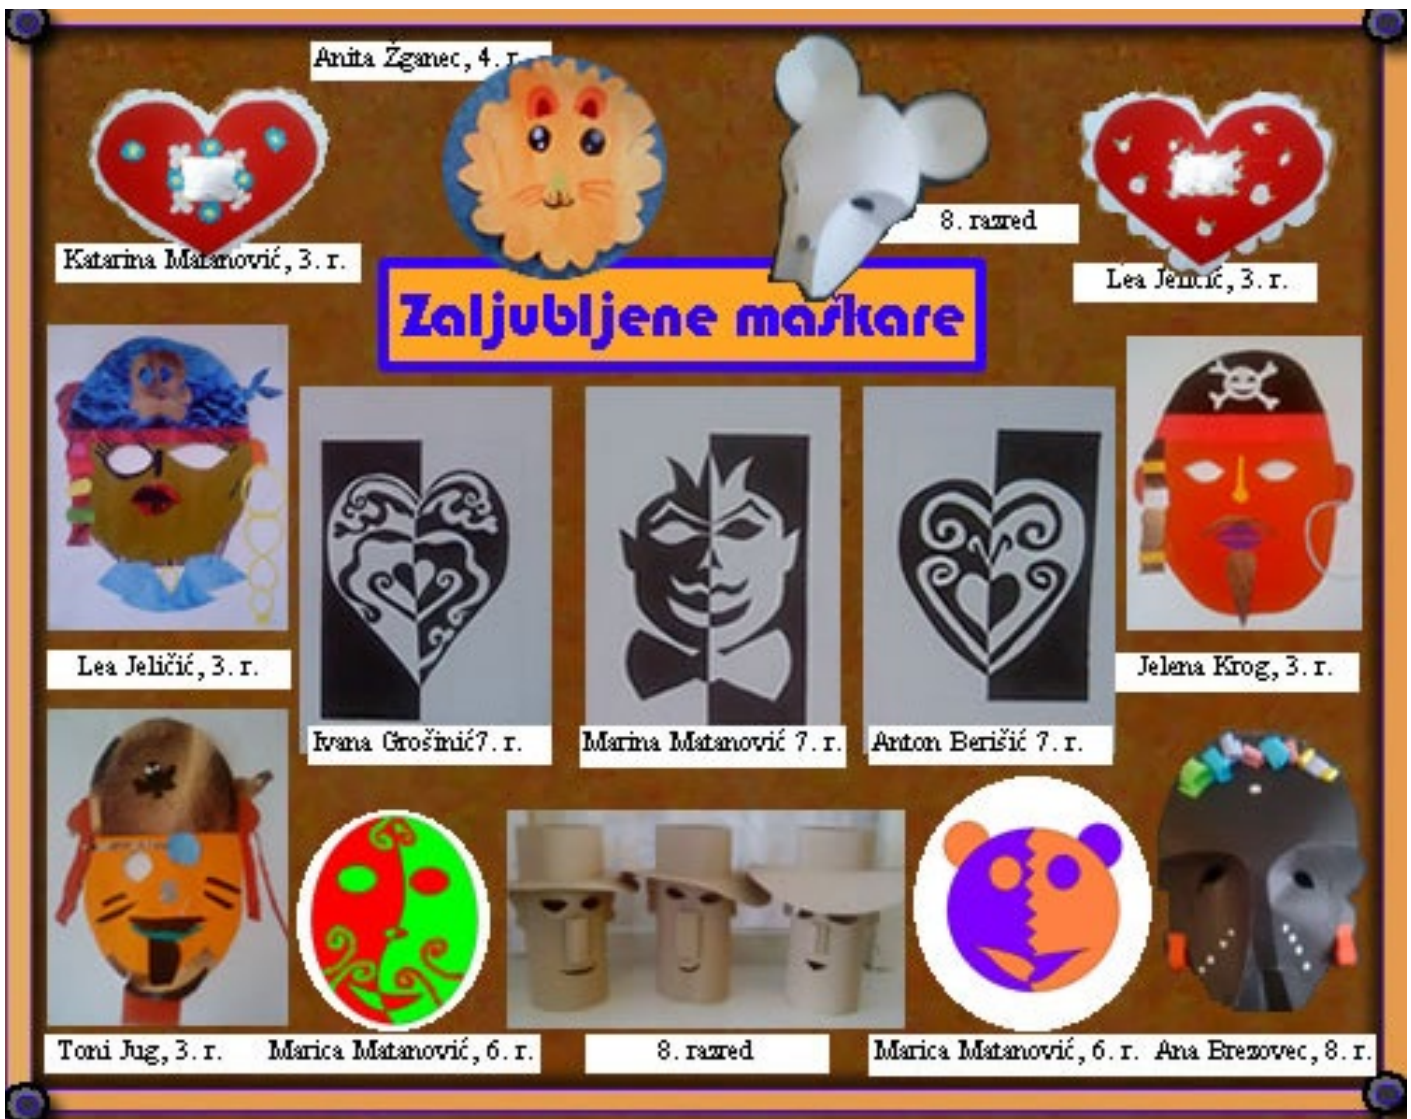 Anita Žganec, 4. r.
8. razred
Katarina Matanović, 3. r.
Lea Jeličić, 3. r.
Zaljubljene maškare
Lea Jeličić, 3. r.
Jelena Krog, 3. r.
Ivana Grošinić7. r.
Marina Matanović 7. r.
Anton Berišić 7. r.
Toni Jug, 3. r.
Marica Matanović, 6. r.
8. razred
Marica Matanović, 6. r.
Ana Brezovec, 8. r.